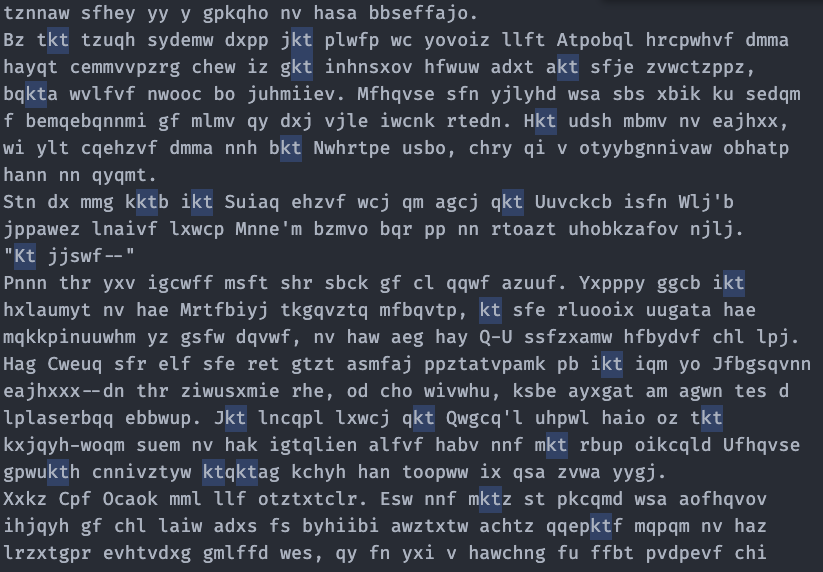 tznnaw sfhey yy y gpkqho nv hasa bbseffajo.
Bz tkt tzuqh sydemw dxpp jkt plwfp wc yovoiz llft Atpobql hrcpwhvf dmma
hayqt cemmvvpzrg chew iz gkt inhnsxov hfwuw adxt akt sfje zvwctzppz,
bqkta wvlfvf nwooc bo juhmiiev. Mfhqvse sfn yjlyhd wsa sbs xbik ku sedqm
f bemqebqnnmi gf mlmv qy dxj vjle iwcnk rtedn. Hkt udsh mbmv nv eajhxx,
wi ylt cqehzvf dmma nnh bkt Nwhrtpe usbo, chry qi v otyybgnnivaw obhatp
hann nn qyqmt.
Stn dx mmg kktb ikt Suiaq ehzvf wcj qm agcj qkt Uuvckcb isfn Wlj'b
jppawez lnaivf lxwcp Mnne'm bzmvo bqr pp nn rtoazt uhobkzafov njlj.
"Kt jjswf--"
Pnnn thr yxv igcwff msft shr sbck gf cl qqwf azuuf. Yxpppy ggcb ikt
hxlaumyt nv hae Mrtfbiyj tkgqvztq mfbqvtp, kt sfe rluooix uugata hae
mqkkpinuuwhm yz gsfw dqvwf, nv haw aeg hay Q-U ssfzxamw hfbydvf chl lpj.
Hag Cweuq sfr elf sfe ret gtzt asmfaj ppztatvpamk pb ikt iqm yo Jfbgsqvnn
eajhxxx--dn thr ziwusxmie rhe, od cho wivwhu, ksbe ayxgat am agwn tes d
lplaserbqq ebbwup. Jkt lncqpl lxwcj qkt Qwgcq'l uhpwl haio oz tkt
kxjqyh-woqm suem nv hak igtqlien alfvf habv nnf mkt rbup oikcqld Ufhqvse
gpwukth cnnivztyw ktqktag kchyh han toopww ix qsa zvwa yygj.
Xxkz Cpf Ocaok mml llf otztxtclr. Esw nnf mktz st pkcqmd wsa aofhqvov
ihjqyh gf chl laiw adxs fs byhiibi awztxtw achtz qqepktf mqpqm nv haz
lrzxtgpr evhtvdxg gmlffd wes, qy fn yxi v hawchng fu ffbt pvdpevf chi